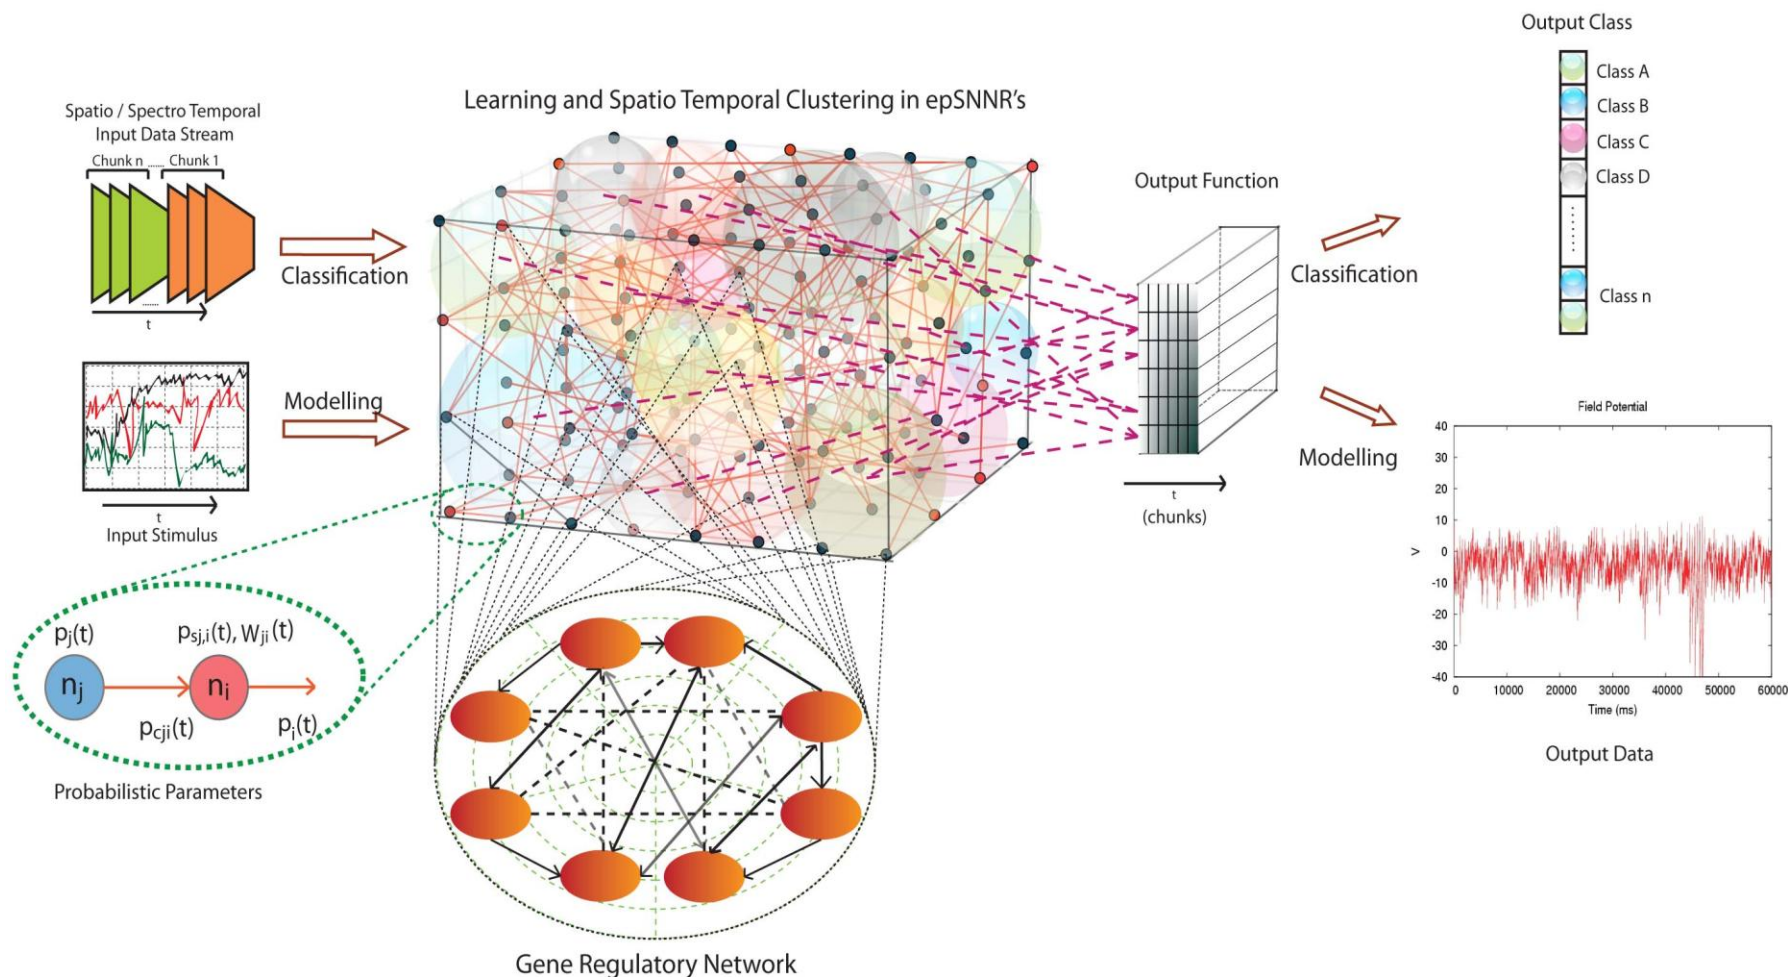 Output Class
Class A
Class B
Class C
Class D
Class n
Learning and Spatio Temporal Clustering in epSNNR's
Spatio / Spectro Temporal
Input Data Stream
Chunk n ...... Chunk 1
......
t
Classification
Output Function
Classification
Modelling
t
Input Stimulus
Modelling
t
(chunks)
Field Potential
40
30
20
10
0
-10
-20
-30
-40
V
0 10000 20000 30000 40000 50000 60000
Time (ms)
Output Data
pj(t)
psj,i(t), Wji(t)
nj
ni
pcji(t)
pi(t)
Probabilistic Parameters
Gene Regulatory Network